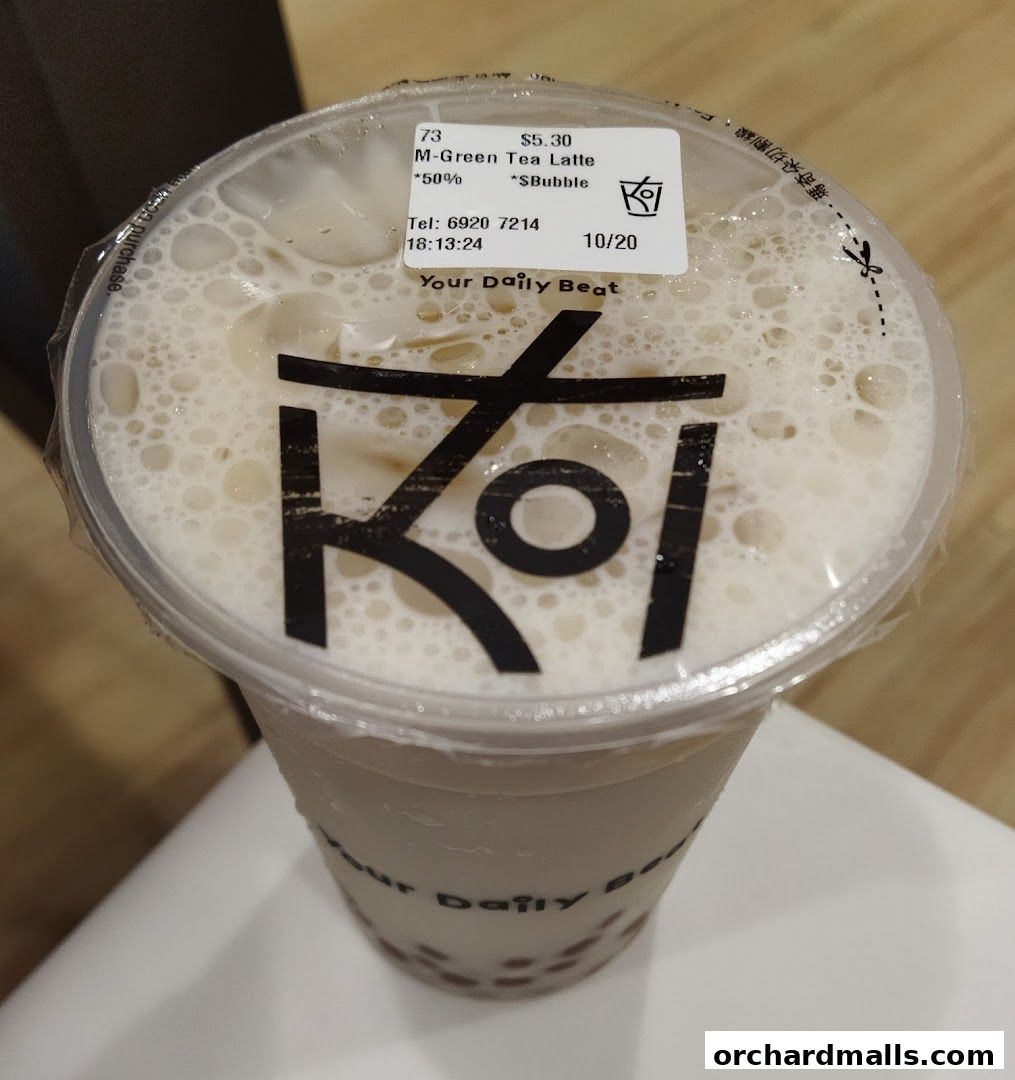 73 $5.30
M-Green Tea Latte
*50% *$Bubble
Tel: 6920 7214
18:13:24 10/20
Your Daily Beat
KOI
purchase.
Your Daily Beat
orchardmalls.com